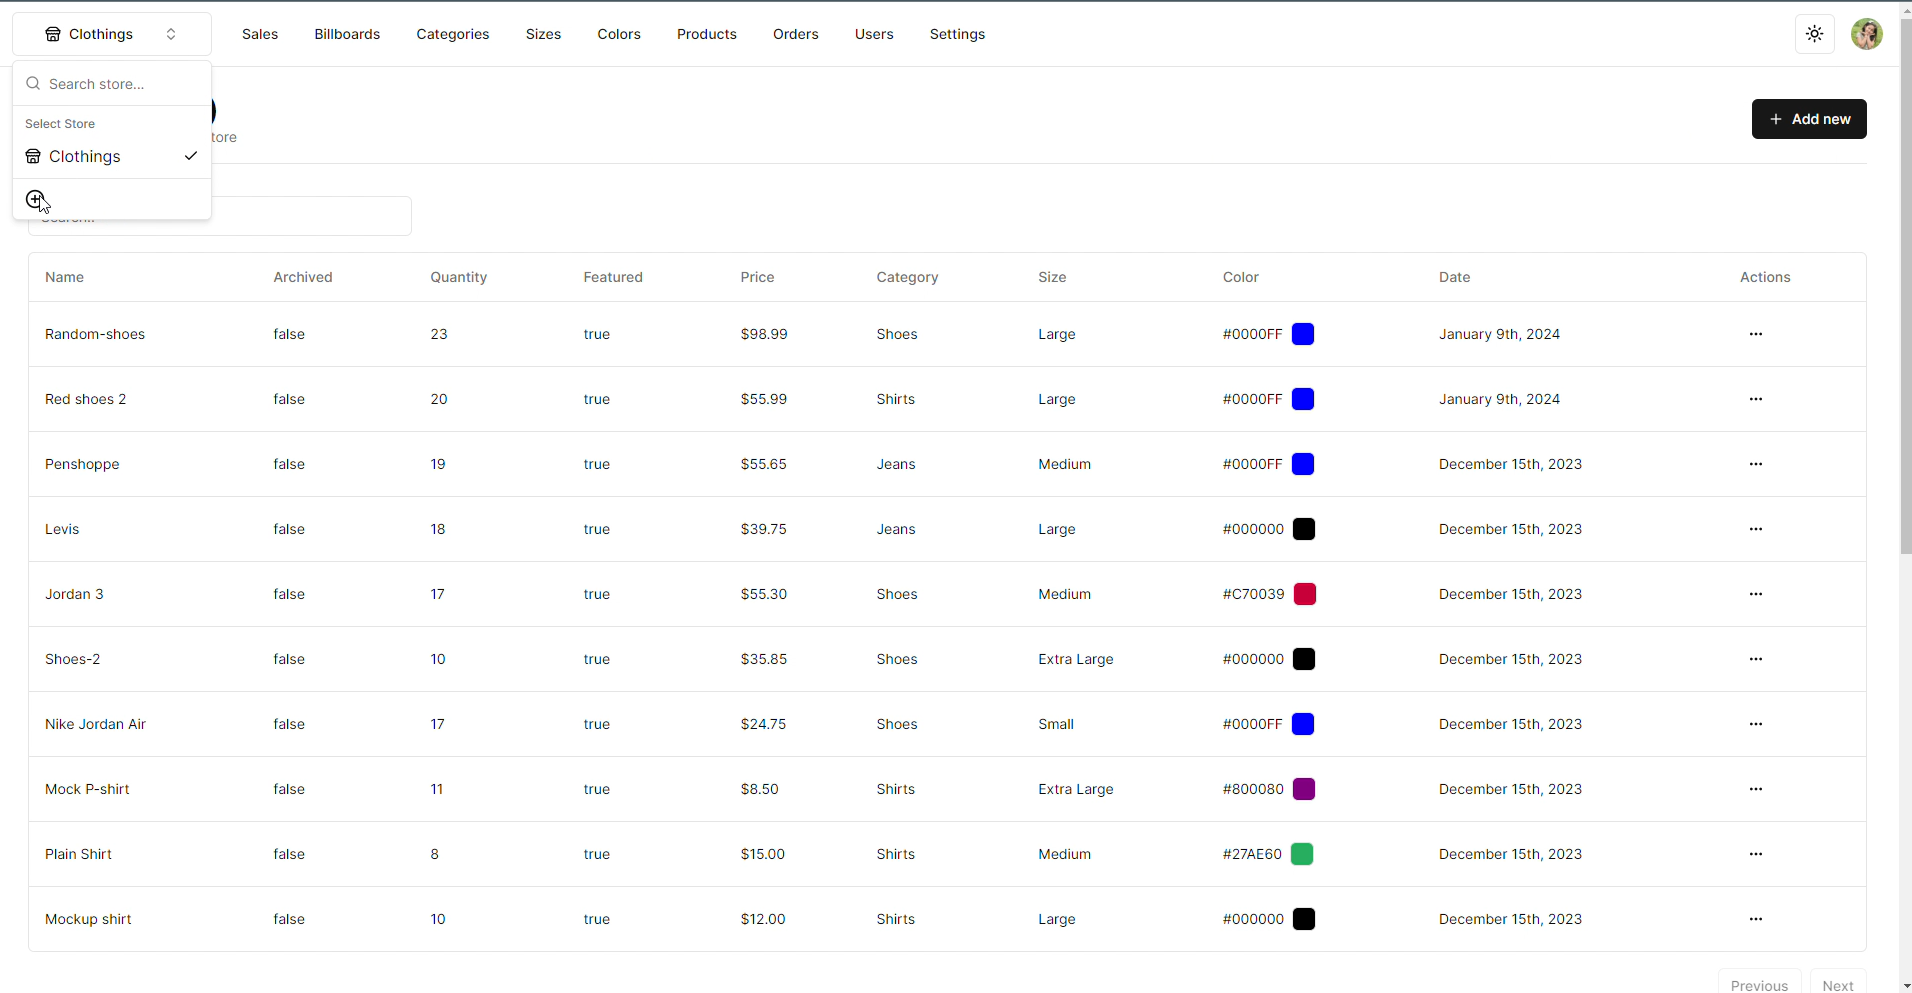 Clothings Sales Billboards Categories Sizes Colors Products Orders Users Settings
Search store...
Select Store
Clothings
tore
Add new
Name Archived Quantity Featured Price Category Size Color Date Actions
Random-shoes false 23 true $98.99 Shoes Large #0000FF January 9th, 2024
Red shoes 2 false 20 true $55.99 Shirts Large #0000FF January 9th, 2024
Penshoppe false 19 true $55.65 Jeans Medium #0000FF December 15th, 2023
Levis false 18 true $39.75 Jeans Large #000000 December 15th, 2023
Jordan 3 false 17 true $55.30 Shoes Medium #C70039 December 15th, 2023
Shoes-2 false 10 true $35.85 Shoes Extra Large #000000 December 15th, 2023
Nike Jordan Air false 17 true $24.75 Shoes Small #0000FF December 15th, 2023
Mock P-shirt false 11 true $8.50 Shirts Extra Large #800080 December 15th, 2023
Plain Shirt false 8 true $15.00 Shirts Medium #27AE60 December 15th, 2023
Mockup shirt false 10 true $12.00 Shirts Large #000000 December 15th, 2023
Previous Next